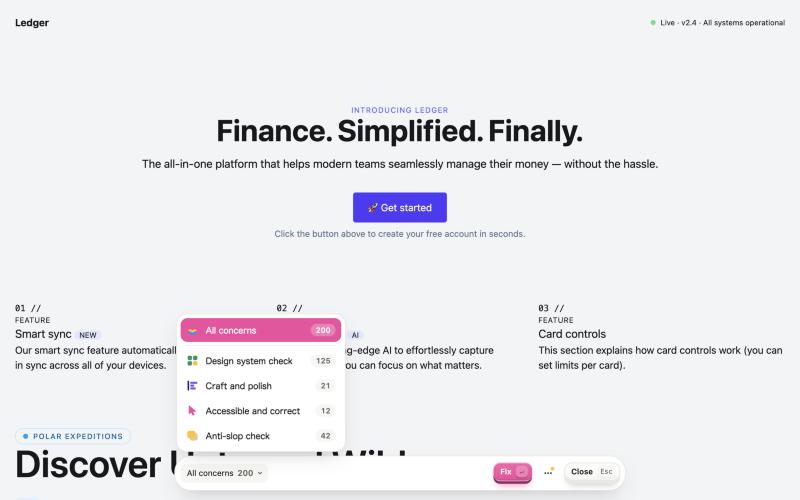 Ledger
Live · v2.4 · All systems operational
INTRODUCING LEDGER
Finance. Simplified. Finally.
The all-in-one platform that helps modern teams seamlessly manage their money — without the hassle.
🚀 Get started
Click the button above to create your free account in seconds.
01 //
FEATURE
Smart sync NEW
Our smart sync feature automatically
in sync across all of your devices.
02 //
AI
g-edge AI to effortlessly capture
ou can focus on what matters.
03 //
FEATURE
Card controls
This section explains how card controls work (you can
set limits per card).
All concerns 200
Design system check 125
Craft and polish 21
Accessible and correct 12
Anti-slop check 42
POLAR EXPEDITIONS
Discover
All concerns 200
Fix
Close Esc